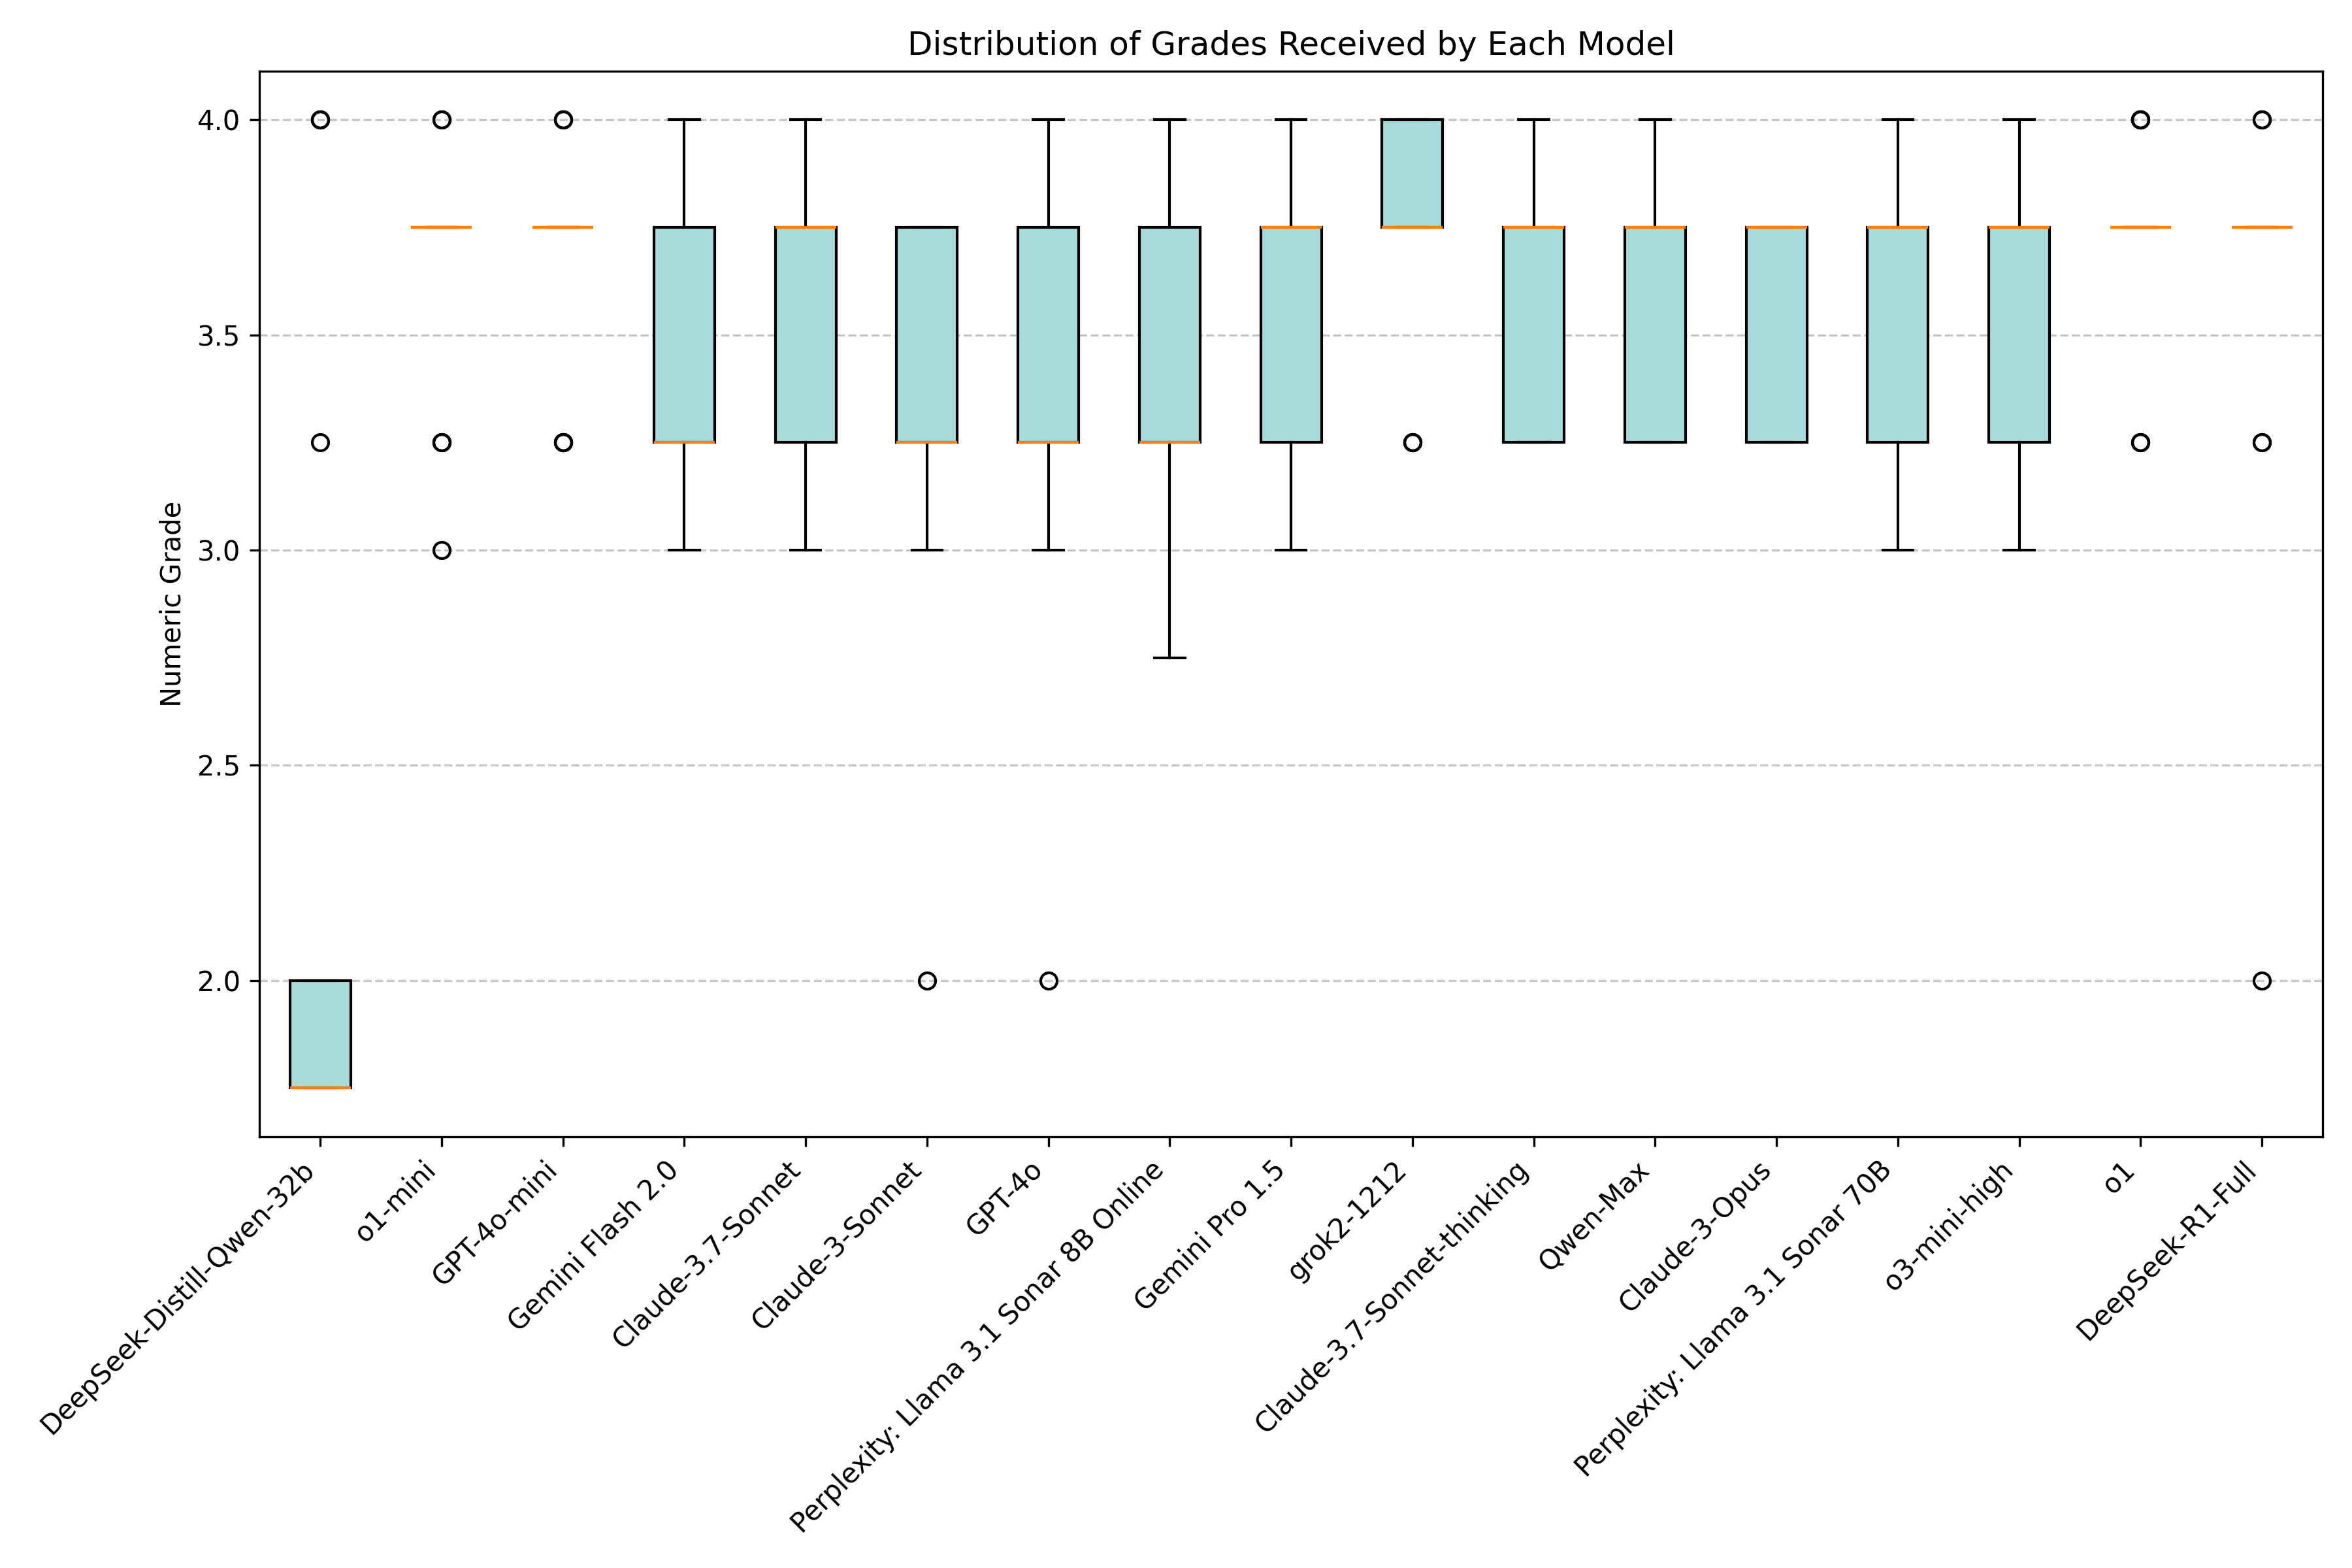 Distribution of Grades Received by Each Model
Numeric Grade
4.0
3.5
3.0
2.5
2.0
DeepSeek-Distill-Qwen-32b
o1-mini
GPT-4o-mini
Gemini Flash 2.0
Claude-3.7-Sonnet
Claude-3-Sonnet
GPT-4o
Perplexity: Llama 3.1 Sonar 8B Online
Gemini Pro 1.5
grok2-1212
Claude-3.7-Sonnet-thinking
Qwen-Max
Claude-3-Opus
Perplexity: Llama 3.1 Sonar 70B
o3-mini-high
o1
DeepSeek-R1-Full